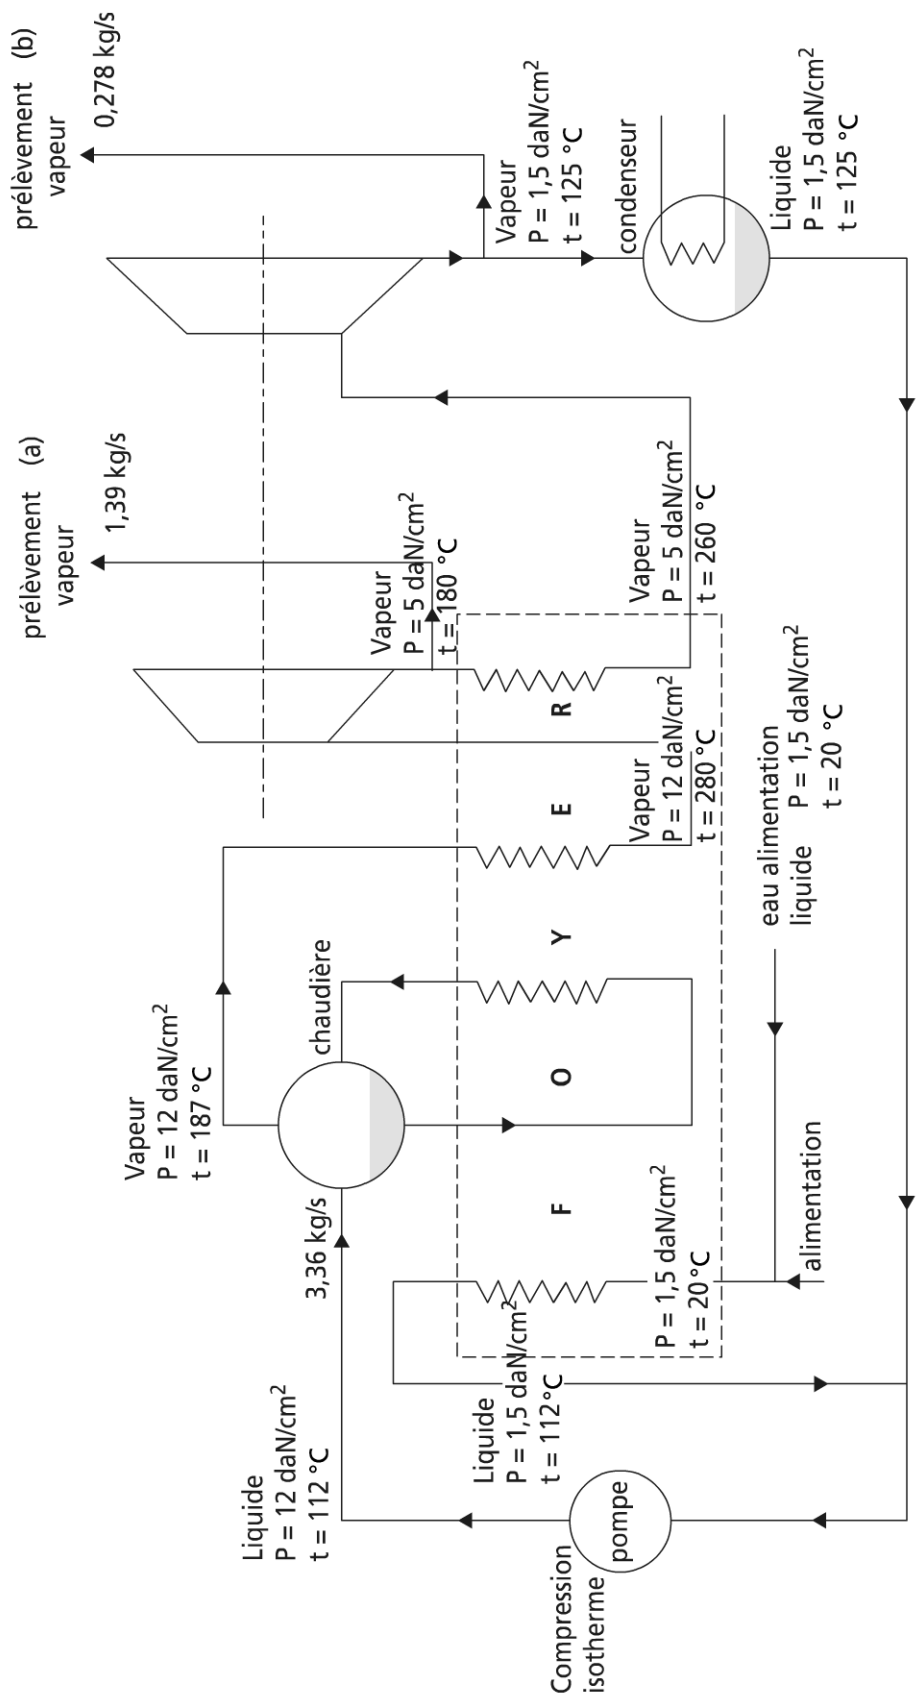 prélèvement (a)
vapeur
1,39 kg/s
prélèvement (b)
vapeur
0,278 kg/s
Vapeur
P = 12 daN/cm²
t = 187 °C
chaudière
Liquide
P = 12 daN/cm²
t = 112 °C
3,36 kg/s
Vapeur
P = 5 daN/cm²
t = 180 °C
Vapeur
P = 1,5 daN/cm²
t = 125 °C
condenseur
Liquide
P = 1,5 daN/cm²
t = 112°C
F O Y E R
P = 1,5 daN/cm²
t = 20°C
Vapeur
P = 12 daN/cm²
t = 280°C
Vapeur
P = 5 daN/cm²
t = 260 °C
Compression
isotherme
pompe
eau alimentation
liquide P = 1,5 daN/cm²
t = 20 °C
alimentation
Liquide
P = 1,5 daN/cm²
t = 125 °C